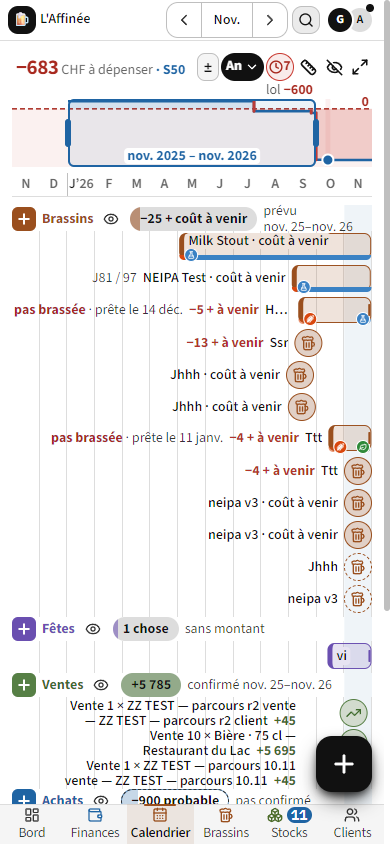 L'Affinée
Nov.
G A
−683 CHF à dépenser · S50
± An 7
lol −600
0
nov. 2025 – nov. 2026
N D J'26 F M A M J J A S O N
Brassins −25 + coût à venir prévu
nov. 25–nov. 26
Milk Stout · coût à venir
J81 / 97 NEIPA Test · coût à venir
pas brassée · prête le 14 déc. −5 + à venir H…
−13 + à venir Ssr
Jhhh · coût à venir
Jhhh · coût à venir
pas brassée · prête le 11 janv. −4 + à venir Ttt
−4 + à venir Ttt
neipa v3 · coût à venir
neipa v3 · coût à venir
Jhhh
neipa v3
Fêtes 1 chose sans montant
vi
Ventes +5 785 confirmé nov. 25–nov. 26
Vente 1 × ZZ TEST — parcours r2 vente
— ZZ TEST — parcours r2 client +45
Vente 10 × Bière · 75 cl —
Restaurant du Lac +5 695
Vente 1 × ZZ TEST — parcours 10.11
vente — ZZ TEST — parcours 10.11 +45
Achats −900 probable pas confirmé
Bord Finances Calendrier Brassins Stocks 11 Clients